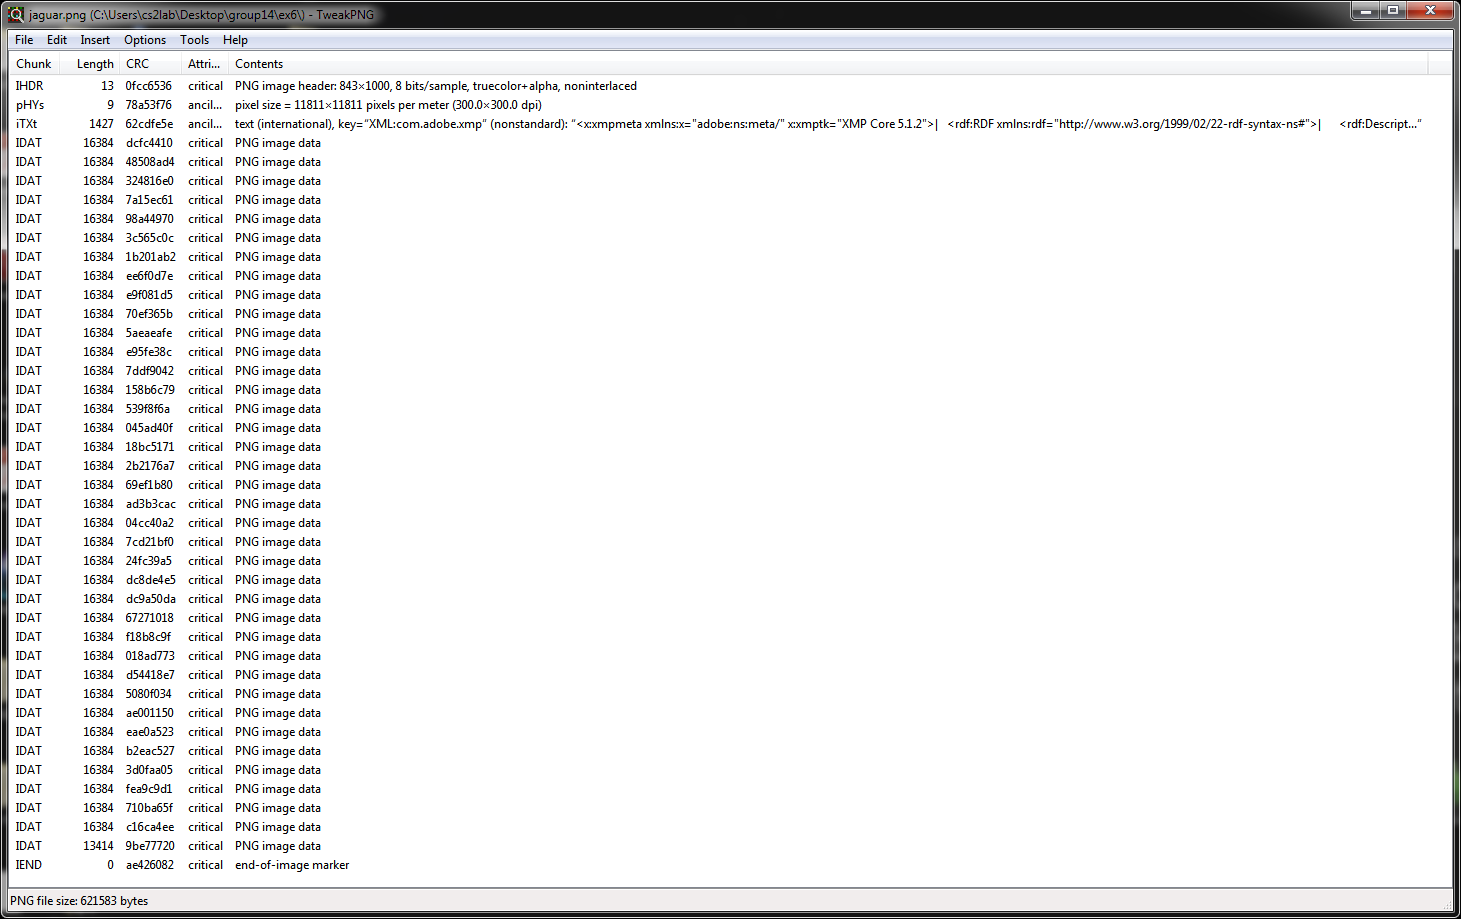 jaguar.png (C:\Users\cs2lab\Desktop\group14\ex6\) - TweakPNG
File Edit Insert Options Tools Help
Chunk Length CRC Attri... Contents
IHDR 13 0fcc6536 critical PNG image header: 843×1000, 8 bits/sample, truecolor+alpha, noninterlaced
pHYs 9 78a53f76 ancil... pixel size = 11811×11811 pixels per meter (300.0×300.0 dpi)
iTXt 1427 62cdfe5e ancil... text (international), key="XML:com.adobe.xmp" (nonstandard): "<x:xmpmeta xmlns:x="adobe:ns:meta/" x:xmptk="XMP Core 5.1.2">| <rdf:RDF xmlns:rdf="http://www.w3.org/1999/02/22-rdf-syntax-ns#">| <rdf:Descript..."
IDAT 16384 dcfc4410 critical PNG image data
IDAT 16384 48508ad4 critical PNG image data
IDAT 16384 324816e0 critical PNG image data
IDAT 16384 7a15ec61 critical PNG image data
IDAT 16384 98a44970 critical PNG image data
IDAT 16384 3c565c0c critical PNG image data
IDAT 16384 1b201ab2 critical PNG image data
IDAT 16384 ee6f0d7e critical PNG image data
IDAT 16384 e9f081d5 critical PNG image data
IDAT 16384 70ef365b critical PNG image data
IDAT 16384 5aeaeafe critical PNG image data
IDAT 16384 e95fe38c critical PNG image data
IDAT 16384 7ddf9042 critical PNG image data
IDAT 16384 158b6c79 critical PNG image data
IDAT 16384 539f8f6a critical PNG image data
IDAT 16384 045ad40f critical PNG image data
IDAT 16384 18bc5171 critical PNG image data
IDAT 16384 2b2176a7 critical PNG image data
IDAT 16384 69ef1b80 critical PNG image data
IDAT 16384 ad3b3cac critical PNG image data
IDAT 16384 04cc40a2 critical PNG image data
IDAT 16384 7cd21bf0 critical PNG image data
IDAT 16384 24fc39a5 critical PNG image data
IDAT 16384 dc8de4e5 critical PNG image data
IDAT 16384 dc9a50da critical PNG image data
IDAT 16384 67271018 critical PNG image data
IDAT 16384 f18b8c9f critical PNG image data
IDAT 16384 018ad773 critical PNG image data
IDAT 16384 d54418e7 critical PNG image data
IDAT 16384 5080f034 critical PNG image data
IDAT 16384 ae001150 critical PNG image data
IDAT 16384 eae0a523 critical PNG image data
IDAT 16384 b2eac527 critical PNG image data
IDAT 16384 3d0faa05 critical PNG image data
IDAT 16384 fea9c9d1 critical PNG image data
IDAT 16384 710ba65f critical PNG image data
IDAT 16384 c16ca4ee critical PNG image data
IDAT 13414 9be77720 critical PNG image data
IEND 0 ae426082 critical end-of-image marker
PNG file size: 621583 bytes